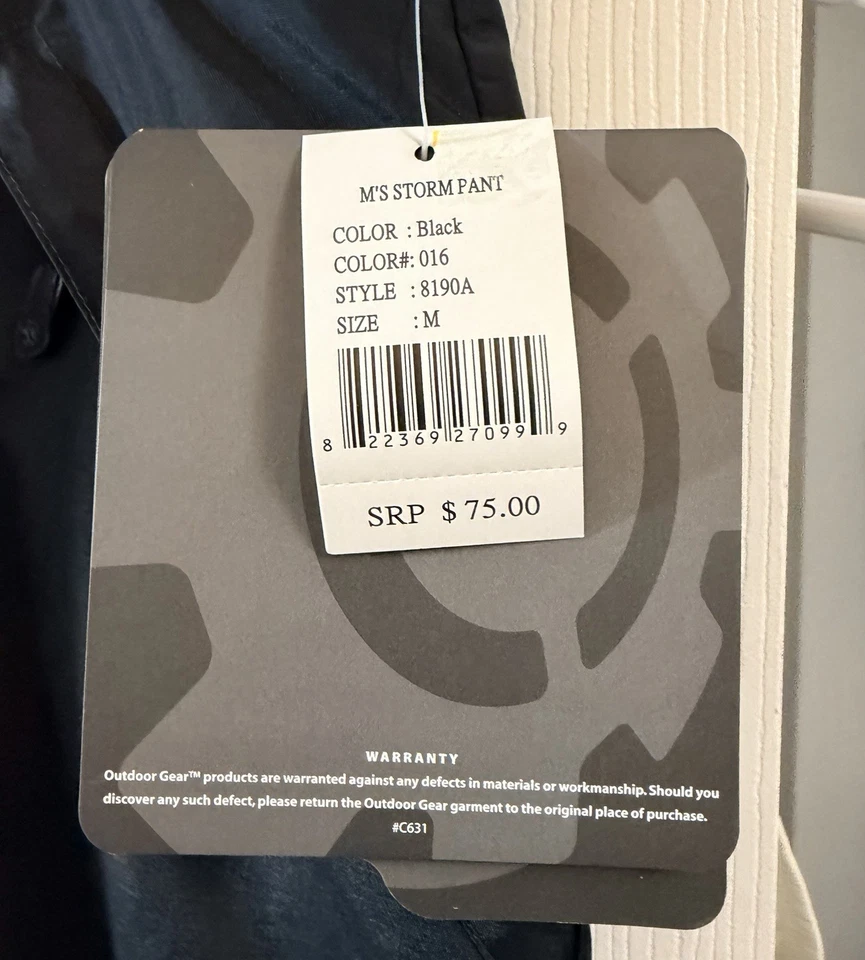 M'S STORM PANT
COLOR : Black
COLOR#: 016
STYLE : 8190A
SIZE : M
8 22369 27099 9
SRP $ 75.00
WARRANTY
Outdoor Gear™ products are warranted against any defects in materials or workmanship. Should you
discover any such defect, please return the Outdoor Gear garment to the original place of purchase.
#C631